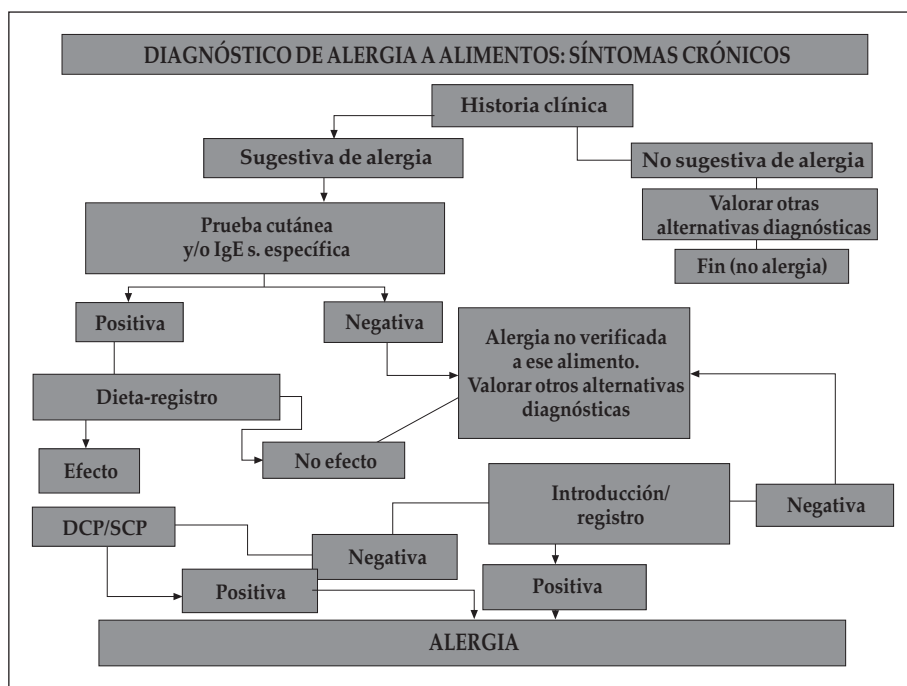 DIAGNÓSTICO DE ALERGIA A ALIMENTOS: SÍNTOMAS CRÓNICOS
Historia clínica
Sugestiva de alergia
No sugestiva de alergia
Prueba cutánea
y/o IgE s. específica
Valorar otras
alternativas diagnósticas
Fin (no alergia)
Positiva
Negativa
Alergia no verificada
a ese alimento.
Valorar otros alternativas
diagnósticas
Dieta-registro
Efecto
No efecto
Introducción/
registro
Negativa
DCP/SCP
Negativa
Positiva
Positiva
ALERGIA